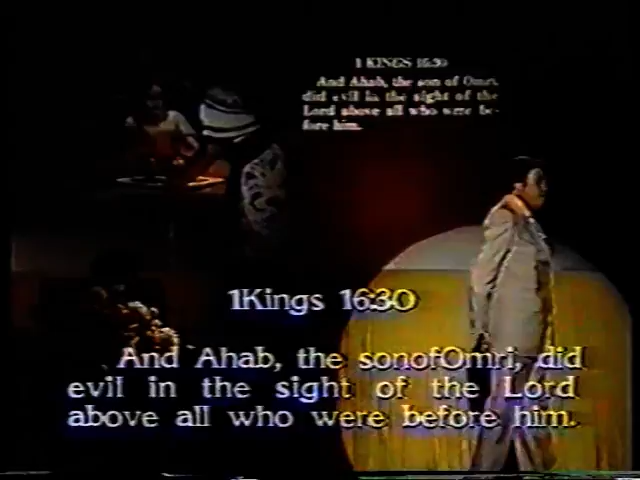 1 KINGS 16:30
And Ahab, the son of Omri,
did evil in the sight of the
Lord above all who were be-
fore him.
1Kings 16:30
And Ahab, the sonofOmri, did
evil in the sight of the Lord
above all who were before him.